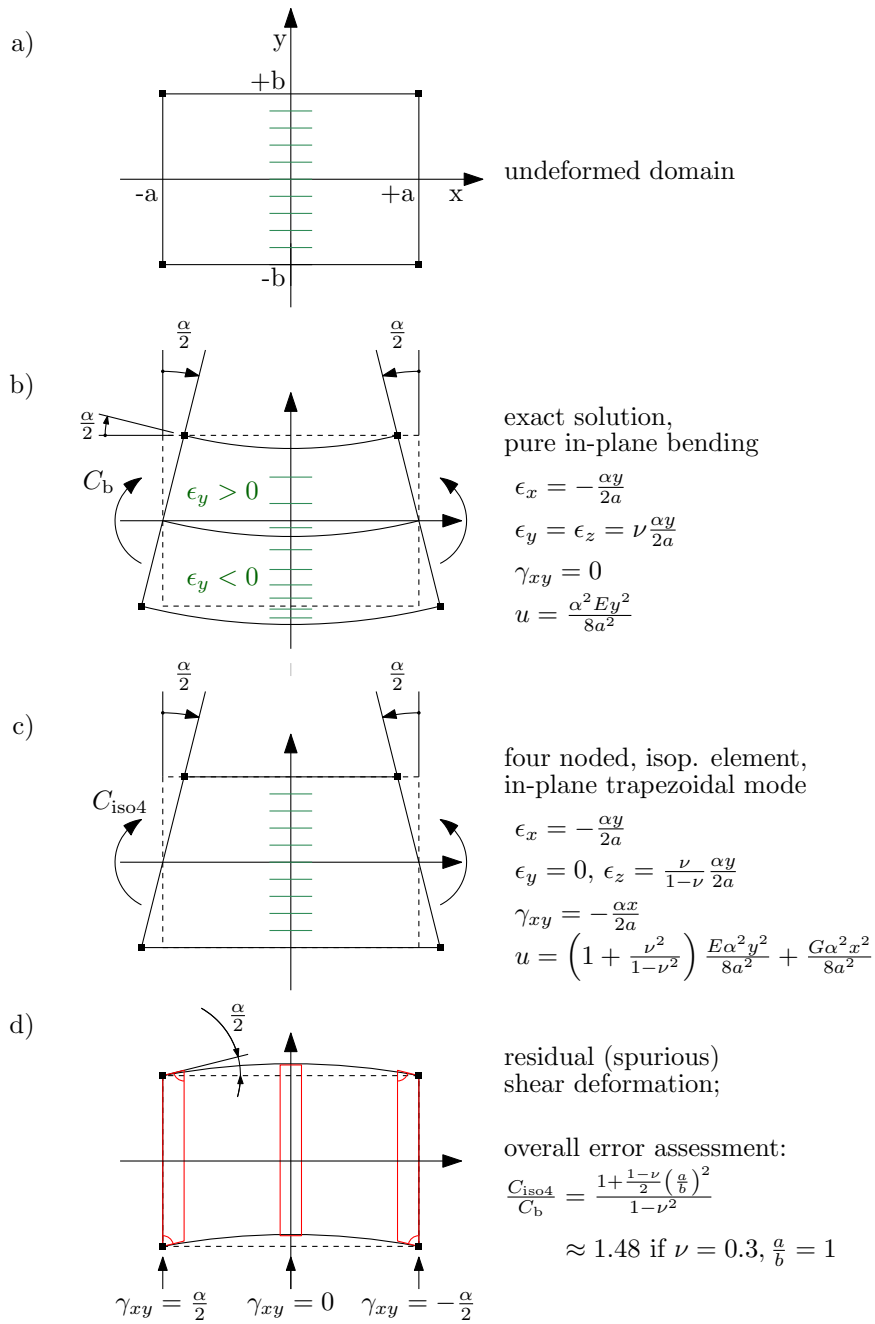 a)
y
+b
-a
+a
x
-b
undeformed domain
b)
α/2
α/2
α/2
C_b
ϵ_y > 0
ϵ_y < 0
exact solution,
pure in-plane bending
ϵ_x = −αy/2a
ϵ_y = ϵ_z = ν αy/2a
γ_xy = 0
u = α²Ey²/8a²
c)
α/2
α/2
C_iso4
four noded, isop. element,
in-plane trapezoidal mode
ϵ_x = −αy/2a
ϵ_y = 0, ϵ_z = ν/(1−ν) αy/2a
γ_xy = −αx/2a
u = (1 + ν²/(1−ν²)) Eα²y²/8a² + Gα²x²/8a²
d)
α/2
residual (spurious)
shear deformation;
overall error assessment:
C_iso4/C_b = (1+ (1−ν)/2 (a/b)²)/(1−ν²)
≈ 1.48 if ν = 0.3, a/b = 1
γ_xy = α/2
γ_xy = 0
γ_xy = −α/2